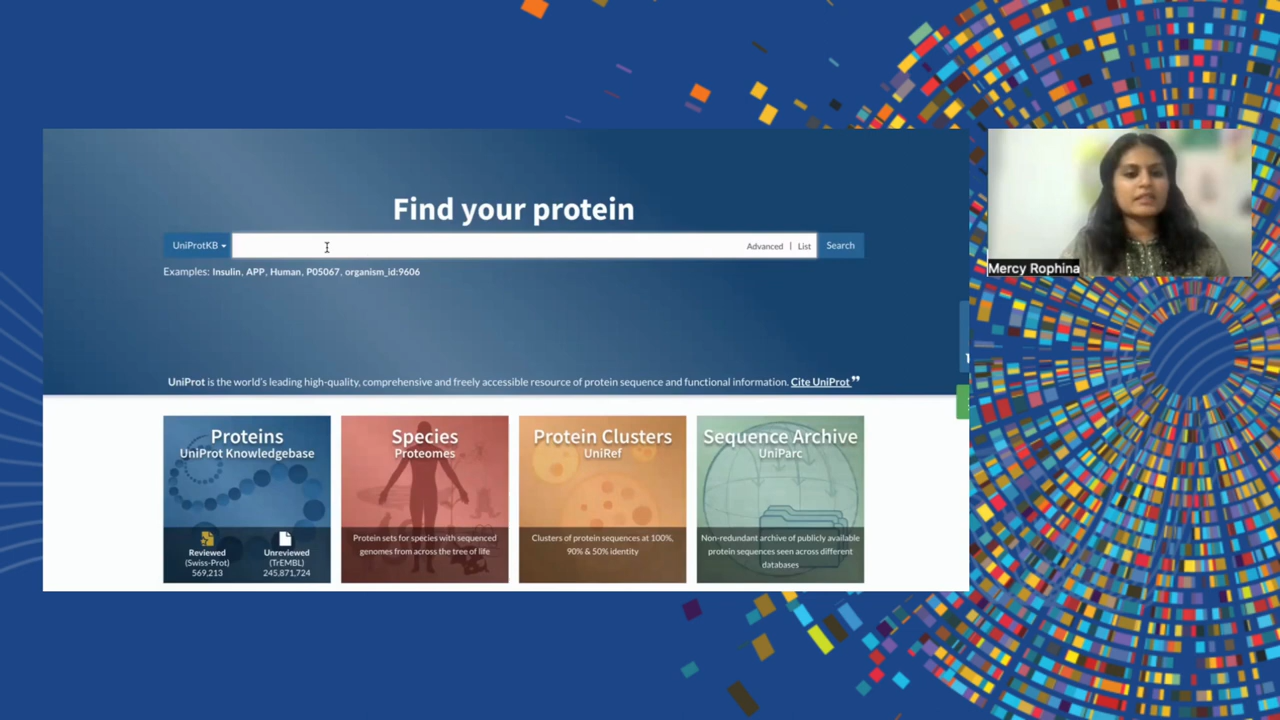 Find your protein
UniProtKB
Advanced | List
Search
Examples: Insulin, APP, Human, P05067, organism_id:9606
Mercy Rophina
UniProt is the world's leading high-quality, comprehensive and freely accessible resource of protein sequence and functional information. Cite UniProt ”
Proteins
UniProt Knowledgebase
Reviewed
(Swiss-Prot)
569,213
Unreviewed
(TrEMBL)
245,871,724
Species
Proteomes
Protein sets for species with sequenced
genomes from across the tree of life
Protein Clusters
UniRef
Clusters of protein sequences at 100%,
90% & 50% identity
Sequence Archive
UniParc
Non-redundant archive of publicly available
protein sequences seen across different
databases